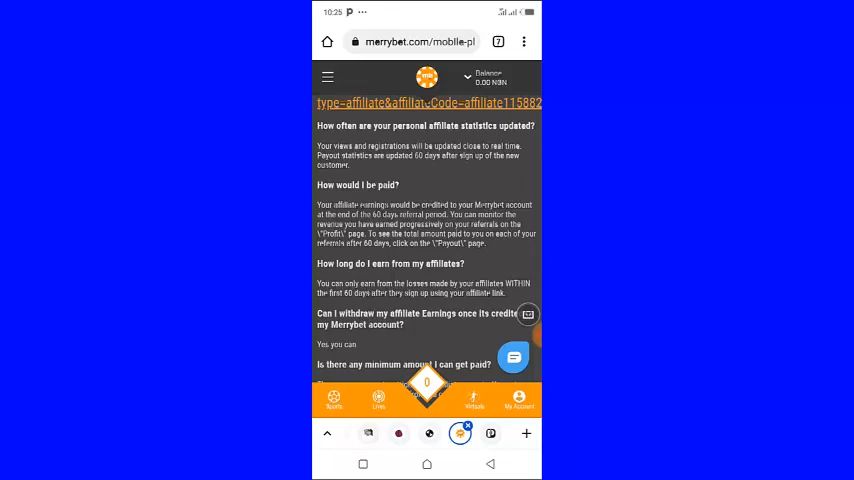 10:25 P
merrybet.com/mobile-pl
7
mb
Balance
0.00 NGN
type=affiliate&affiliateCode=affiliate115882
How often are your personal affiliate statistics updated?
Your views and registrations will be updated close to real time.
Payout statistics are updated 60 days after sign up of the new
customer.
How would I be paid?
Your affiliate earnings would be credited to your Merrybet account
at the end of the 60 days referral period. You can monitor the
revenue you have earned progressively on your referrals on the
\"Profit\" page. To see the total amount paid to you on each of your
referrals after 60 days, click on the \"Payout\" page.
How long do I earn from my affiliates?
You can only earn from the losses made by your affiliates WITHIN
the first 60 days after they sign up using your affiliate link.
Can I withdraw my affiliate Earnings once its credite
my Merrybet account?
Yes you can
Is there any minimum amount I can get paid?
0
Sports
Lives
Virtuals
My Account